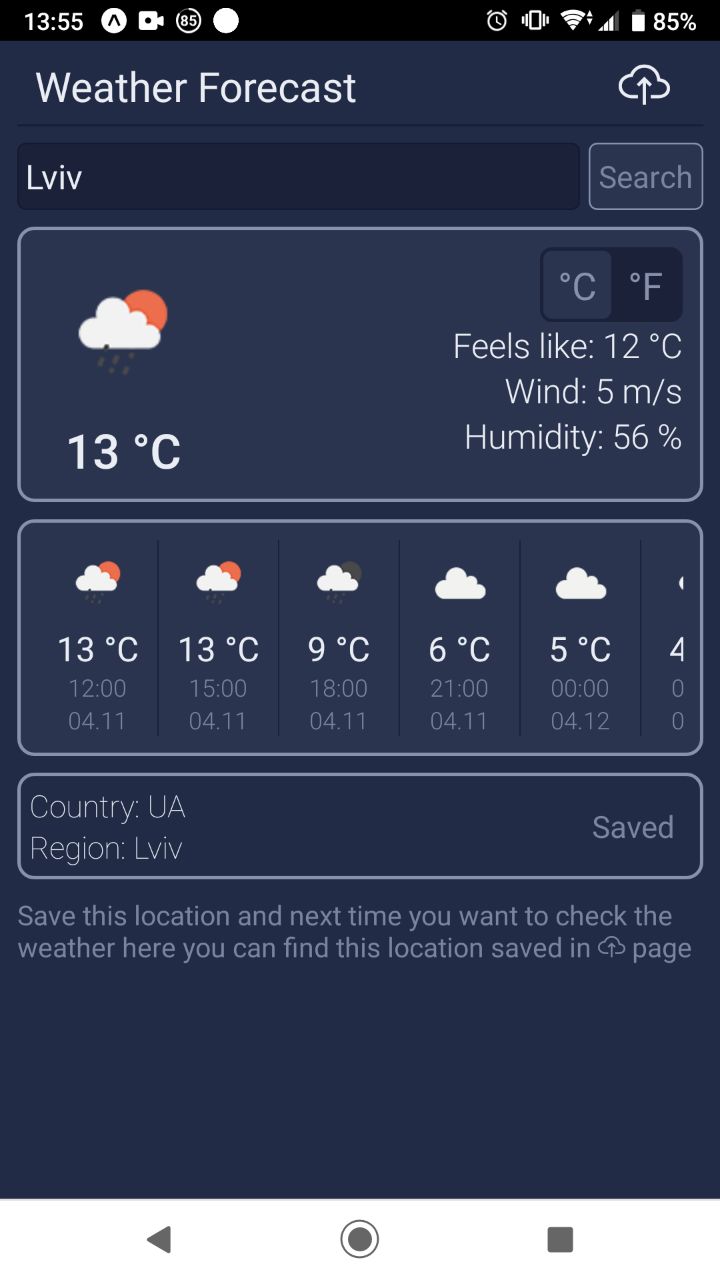 13:55 85 85%
Weather Forecast
Lviv Search
°C °F
Feels like: 12 °C
Wind: 5 m/s
Humidity: 56 %
13 °C
13 °C 13 °C 9 °C 6 °C 5 °C 4
12:00 15:00 18:00 21:00 00:00 0
04.11 04.11 04.11 04.11 04.12 0
Country: UA
Region: Lviv
Saved
Save this location and next time you want to check the
weather here you can find this location saved in page